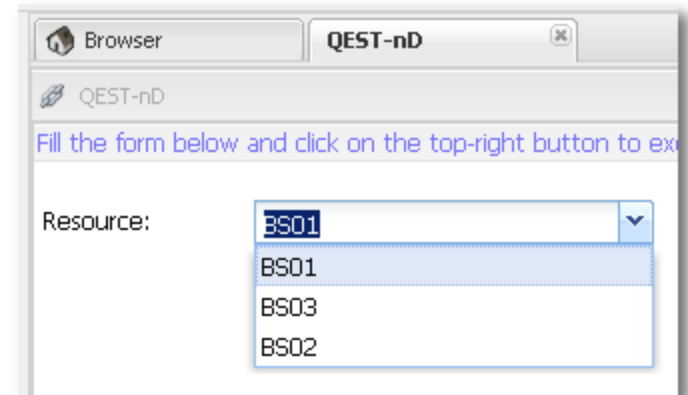 Browser QEST-nD
QEST-nD
Fill the form below and click on the top-right button to
Resource: BS01
BS01
BS03
BS02